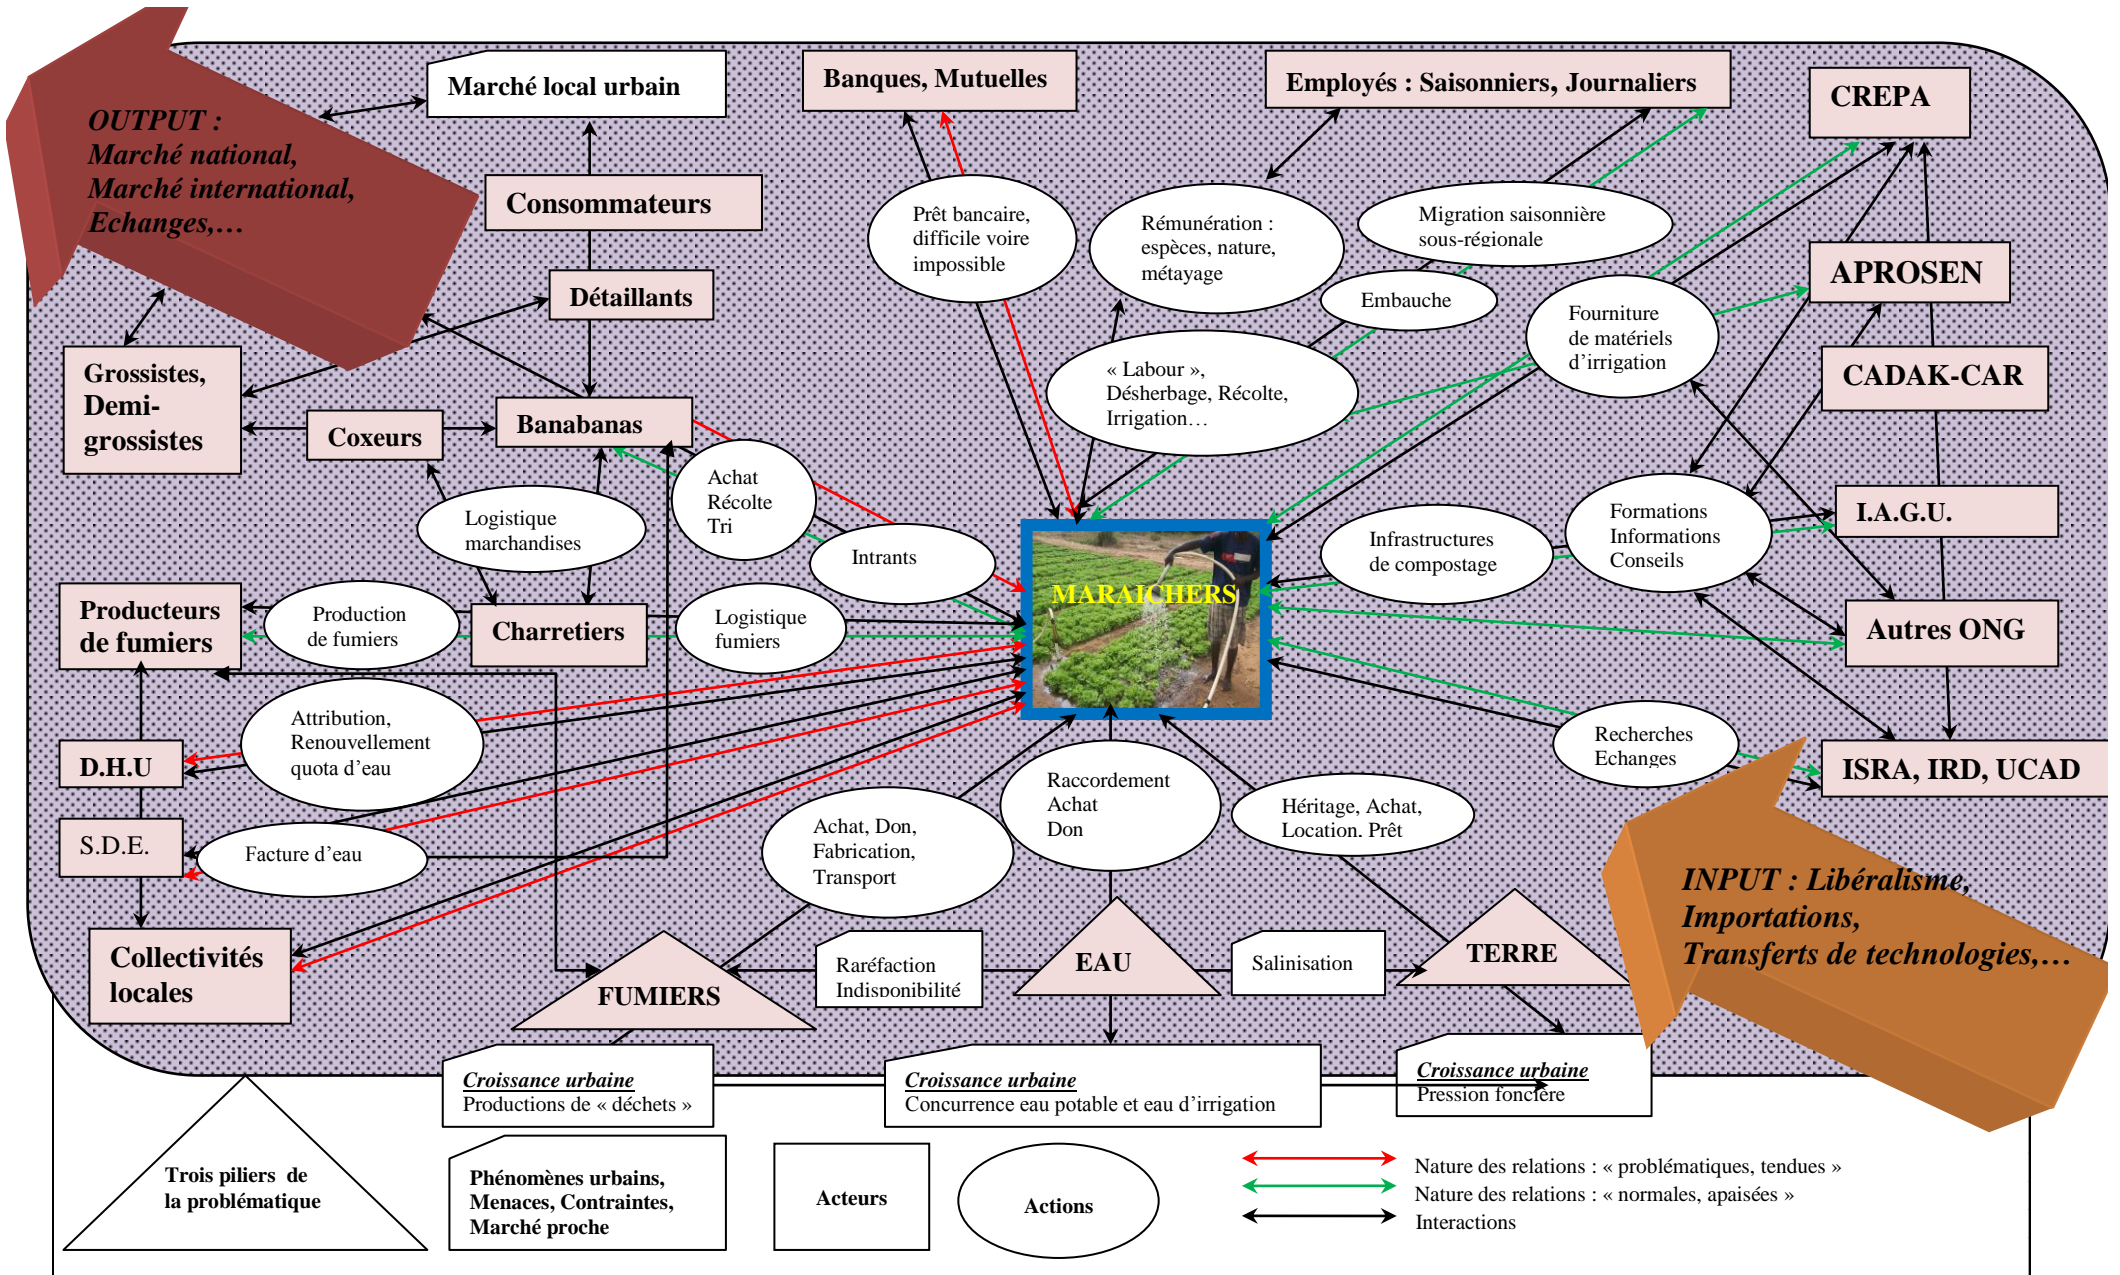 OUTPUT :
Marché national,
Marché international,
Echanges,…
Marché local urbain
Banques, Mutuelles
Employés : Saisonniers, Journaliers
CREPA
Consommateurs
Prêt bancaire,
difficile voire
impossible
Rémunération :
espèces, nature,
métayage
Migration saisonnière
sous-régionale
APROSEN
Détaillants
Embauche
Fourniture
de matériels
d’irrigation
Grossistes,
Demi-
grossistes
« Labour »,
Désherbage, Récolte,
Irrigation…
CADAK-CAR
Coxeurs
Banabanas
Achat
Récolte
Tri
Logistique
marchandises
Intrants
Infrastructures
de compostage
Formations
Informations
Conseils
I.A.G.U.
MARAICHERS
Producteurs
de fumiers
Production
de fumiers
Charretiers
Logistique
fumiers
Autres ONG
Attribution,
Renouvellement
quota d’eau
D.H.U
Recherches
Echanges
ISRA, IRD, UCAD
Raccordement
Achat
Don
Héritage, Achat,
Location. Prêt
Achat, Don,
Fabrication,
Transport
S.D.E.
Facture d’eau
INPUT : Libéralisme,
Importations,
Transferts de technologies,…
Collectivités
locales
FUMIERS
Raréfaction
Indisponibilité
EAU
Salinisation
TERRE
Croissance urbaine
Productions de « déchets »
Croissance urbaine
Concurrence eau potable et eau d’irrigation
Croissance urbaine
Pression foncière
Trois piliers de
la problématique
Phénomènes urbains,
Menaces, Contraintes,
Marché proche
Acteurs
Actions
Nature des relations : « problématiques, tendues »
Nature des relations : « normales, apaisées »
Interactions